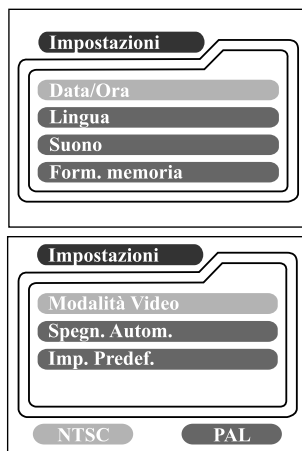 Impostazioni
Data/Ora
Lingua
Suono
Form. memoria
Impostazioni
Modalità Video
Spegn. Autom.
Imp. Predef.
NTSC PAL